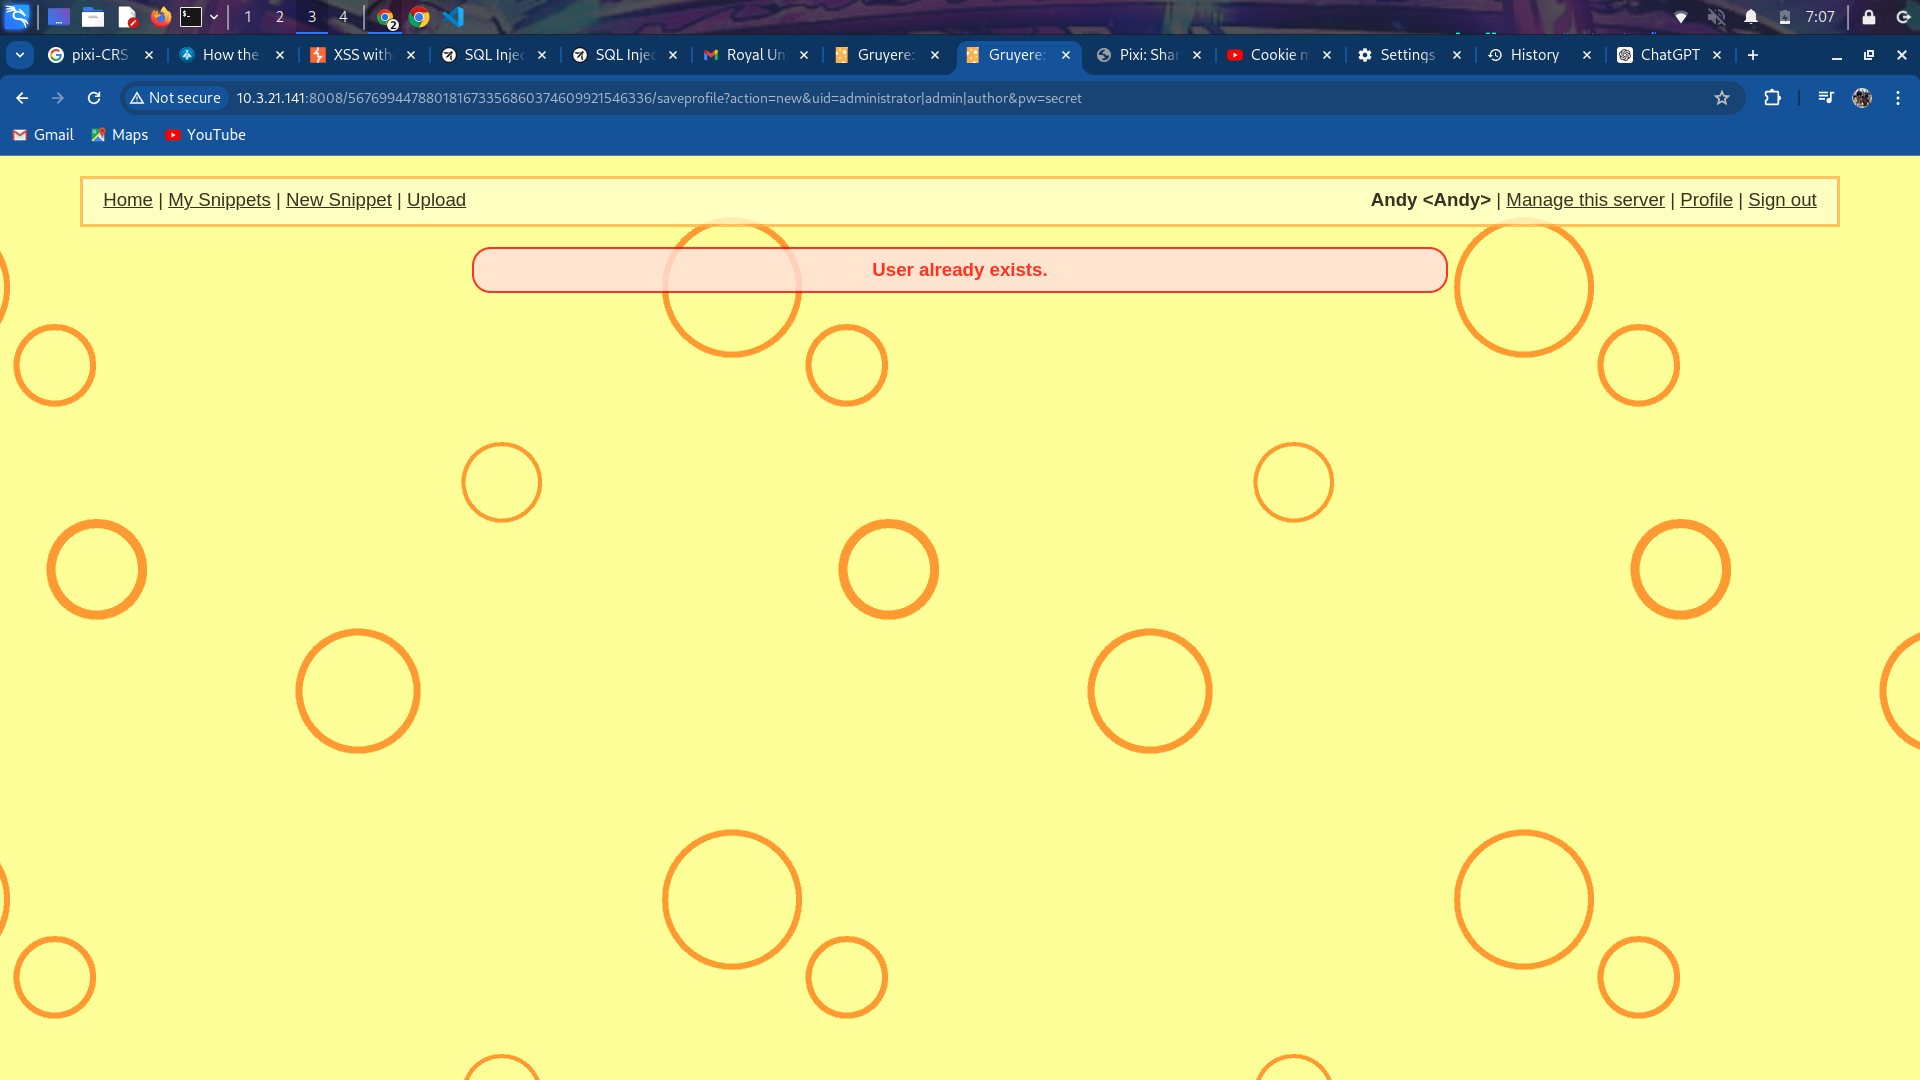 1 2 3 4 2 7:07
pixi-CRS How the XSS with SQL Injec SQL Injec Royal Un Gruyere: Gruyere: Pixi: Shar Cookie m Settings History ChatGPT
Not secure 10.3.21.141:8008/567699447880181673356860374609921546336/saveprofile?action=new&uid=administrator|admin|author&pw=secret
Gmail Maps YouTube
Home | My Snippets | New Snippet | Upload Andy <Andy> | Manage this server | Profile | Sign out
User already exists.